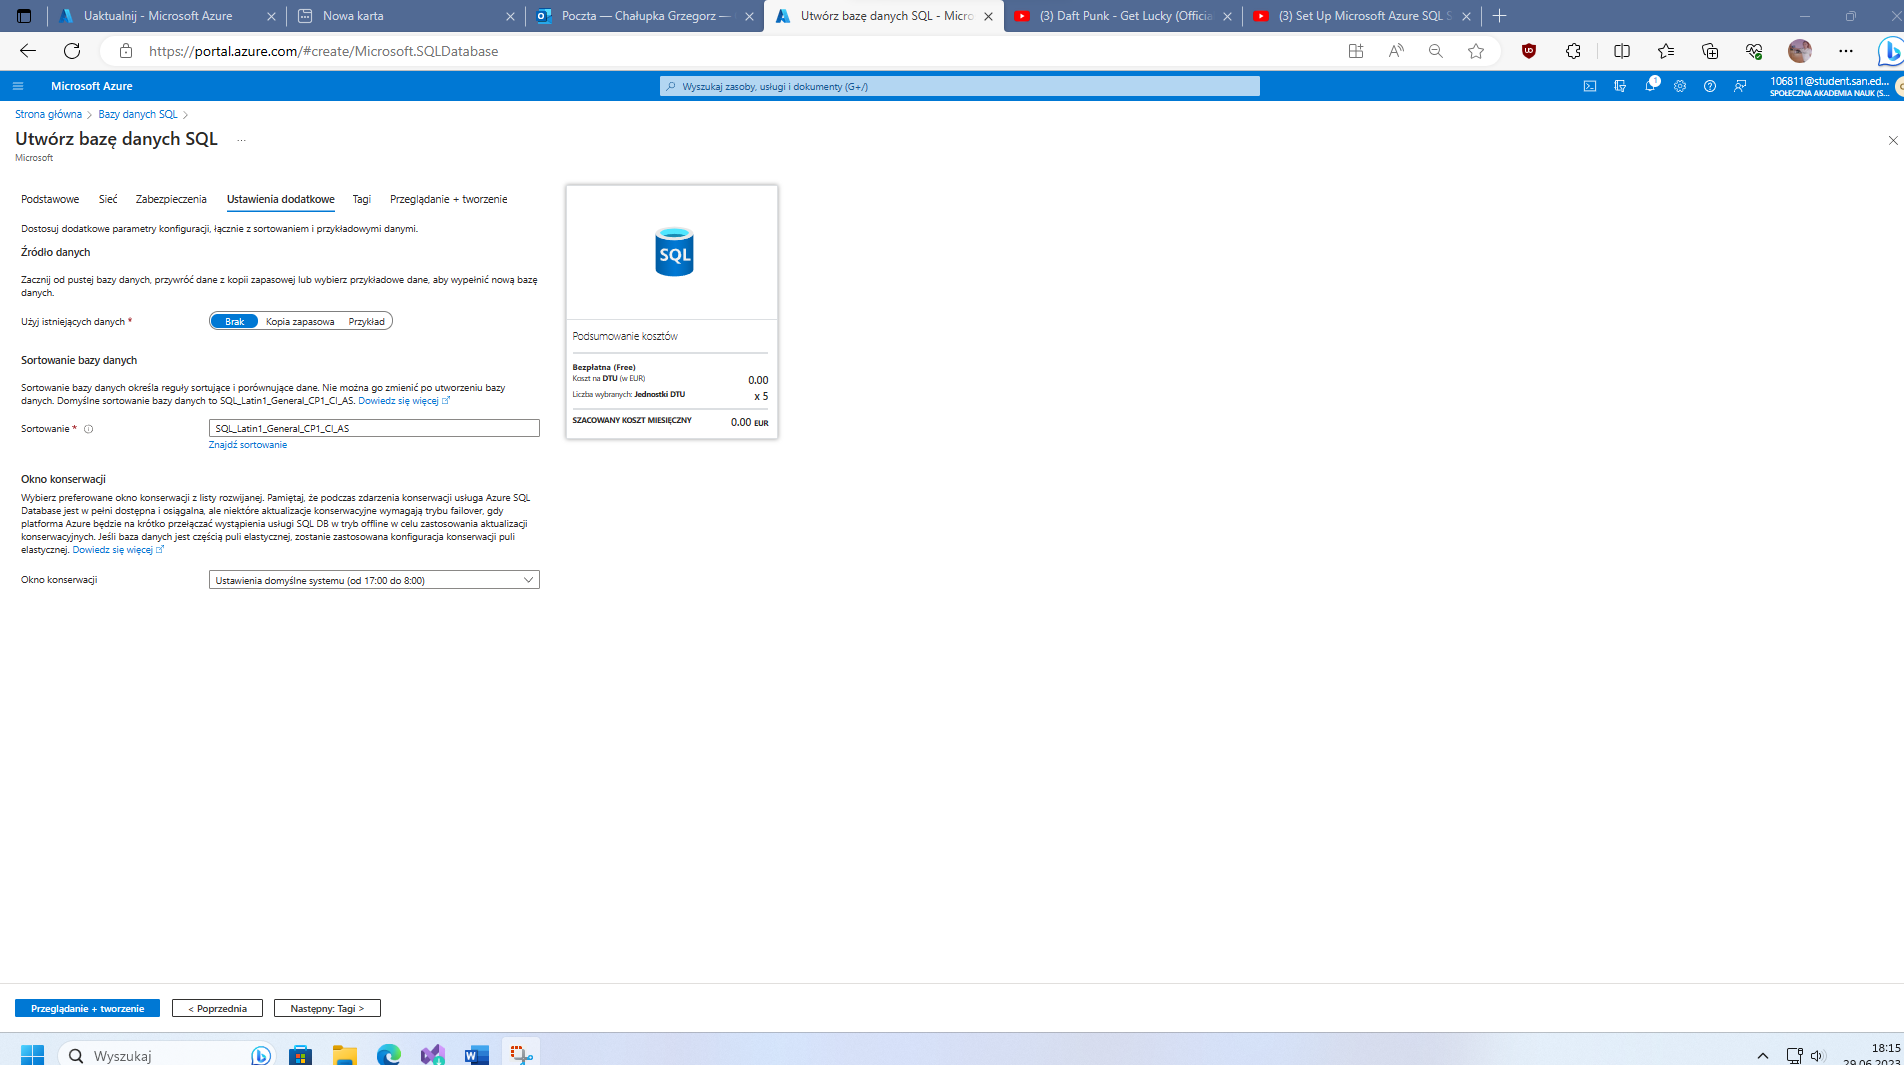 Uaktualnij - Microsoft Azure
Nowa karta
Poczta — Chałupka Grzegorz —
Utwórz bazę danych SQL - Micro
(3) Daft Punk - Get Lucky (Officia
(3) Set Up Microsoft Azure SQL S
https://portal.azure.com/#create/Microsoft.SQLDatabase
Microsoft Azure
Wyszukaj zasoby, usługi i dokumenty (G+/)
1
106811@student.san.ed...
SPOŁECZNA AKADEMIA NAUK (S...
Strona główna > Bazy danych SQL >
Utwórz bazę danych SQL ...
Microsoft
Podstawowe Sieć Zabezpieczenia Ustawienia dodatkowe Tagi Przeglądanie + tworzenie
Dostosuj dodatkowe parametry konfiguracji, łącznie z sortowaniem i przykładowymi danymi.
Źródło danych
Zacznij od pustej bazy danych, przywróć dane z kopii zapasowej lub wybierz przykładowe dane, aby wypełnić nową bazę
danych.
Użyj istniejących danych *
Brak Kopia zapasowa Przykład
Sortowanie bazy danych
Sortowanie bazy danych określa reguły sortujące i porównujące dane. Nie można go zmienić po utworzeniu bazy
danych. Domyślne sortowanie bazy danych to SQL_Latin1_General_CP1_CI_AS. Dowiedz się więcej
Sortowanie *
SQL_Latin1_General_CP1_CI_AS
Znajdź sortowanie
Okno konserwacji
Wybierz preferowane okno konserwacji z listy rozwijanej. Pamiętaj, że podczas zdarzenia konserwacji usługa Azure SQL
Database jest w pełni dostępna i osiągalna, ale niektóre aktualizacje konserwacyjne wymagają trybu failover, gdy
platforma Azure będzie na krótko przełączać wystąpienia usługi SQL DB w tryb offline w celu zastosowania aktualizacji
konserwacyjnych. Jeśli baza danych jest częścią puli elastycznej, zostanie zastosowana konfiguracja konserwacji puli
elastycznej. Dowiedz się więcej
Okno konserwacji
Ustawienia domyślne systemu (od 17:00 do 8:00)
SQL
Podsumowanie kosztów
Bezpłatna (Free)
Koszt na DTU (w EUR) 0.00
Liczba wybranych: Jednostki DTU x 5
SZACOWANY KOSZT MIESIĘCZNY 0.00 EUR
Przeglądanie + tworzenie
< Poprzednia
Następny: Tagi >
Wyszukaj
18:15
29.06.2023